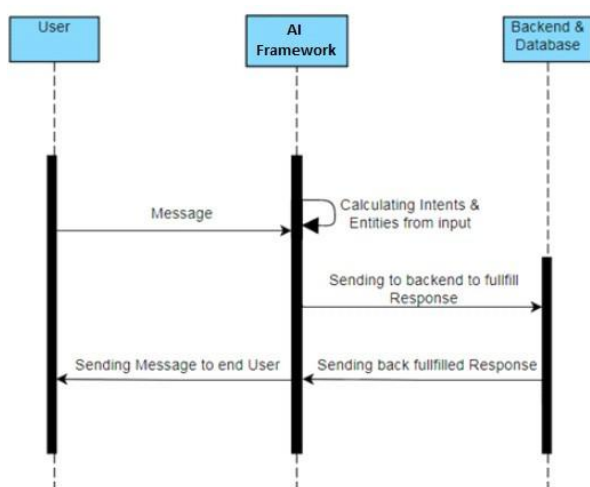 User
AI
Framework
Backend &
Database
Calculating Intents &
Entities from input
Message
Sending to backend to fullfill
Response
Sending Message to end User
Sending back fullfilled Response